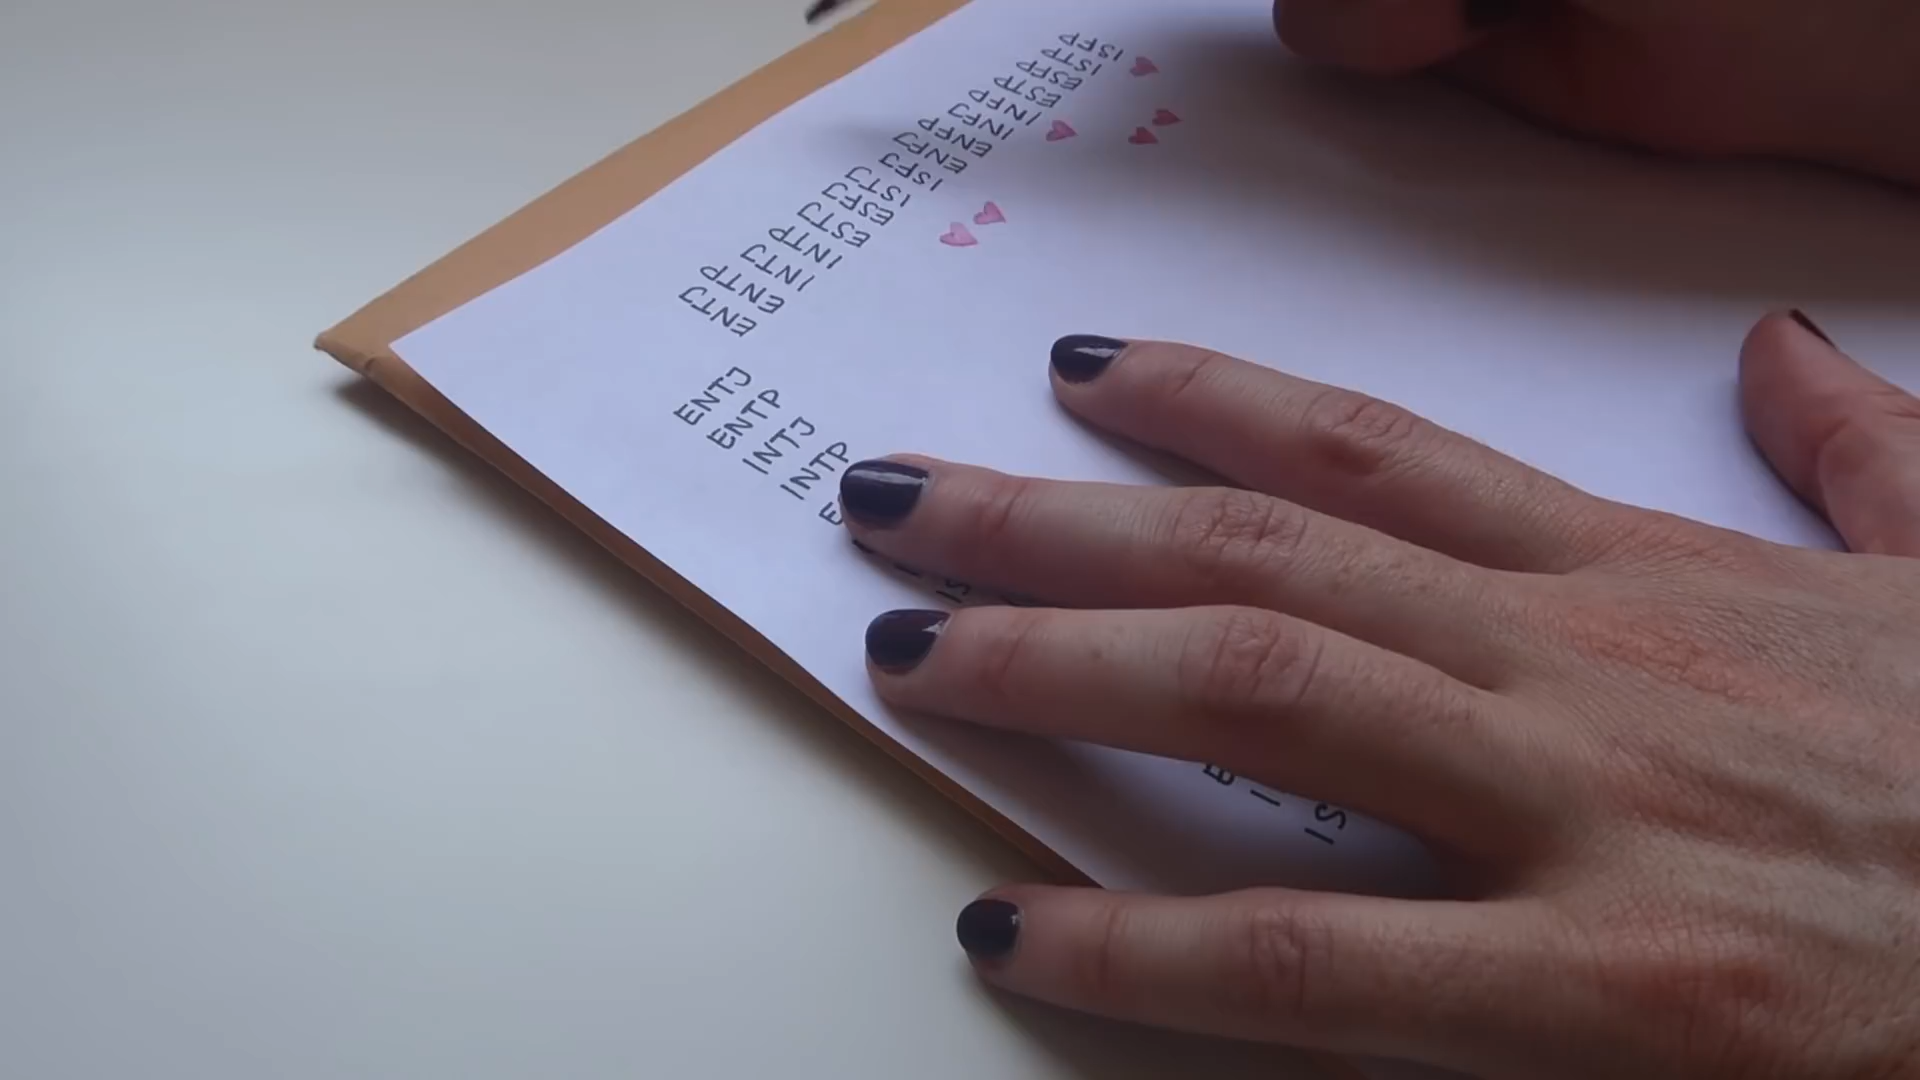 ENTJ
ENTP
INTJ
INTP
ESTJ
ESFJ
ISTJ
ISFJ
ENFJ
ENFP
INFJ
INFP
ESTP
ESFP
ISTP
ISFP
ENTJ
ENTP
INTJ
INTP